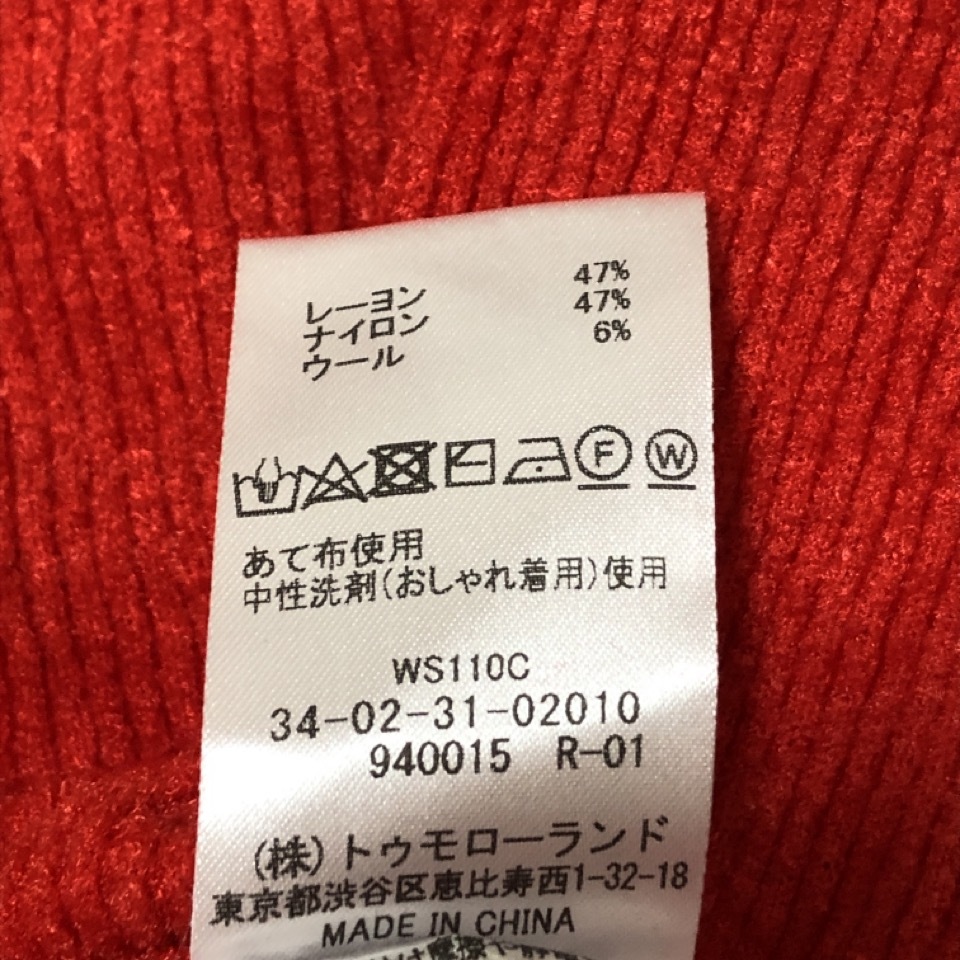 レーヨン 47%
ナイロン 47%
ウール 6%
F W
あて布使用
中性洗剤(おしゃれ着用)使用
WS110C
34-02-31-02010
940015 R-01
(株)トゥモローランド
東京都渋谷区恵比寿西1-32-18
MADE IN CHINA